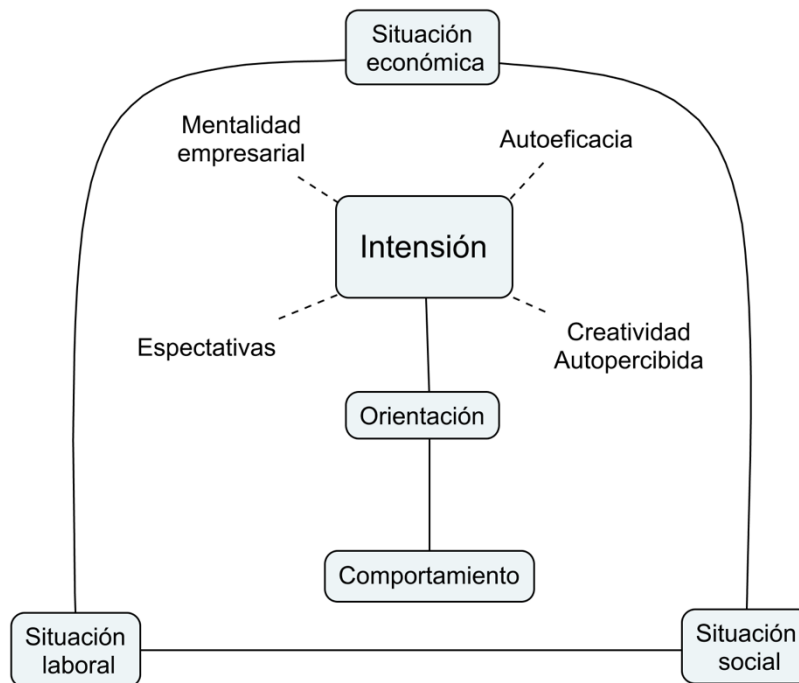 Situación
económica
Mentalidad
empresarial
Autoeficacia
Intensión
Espectativas
Creatividad
Autopercibida
Orientación
Comportamiento
Situación
laboral
Situación
social